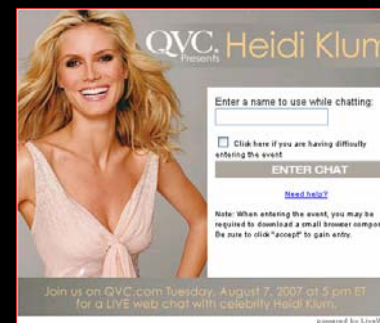 QVC. Heidi Klum
Presents
Enter a name to use while chatting:
Click here if you are having difficulty
entering the event
ENTER CHAT
Need help?
Note: When entering the event, you may be
required to download a small browser compon
Be sure to click "accept" to gain entry.
Join us on QVC.com Tuesday, August 7, 2007 at 5 pm ET
for a LIVE web chat with celebrity Heidi Klum.
powered by